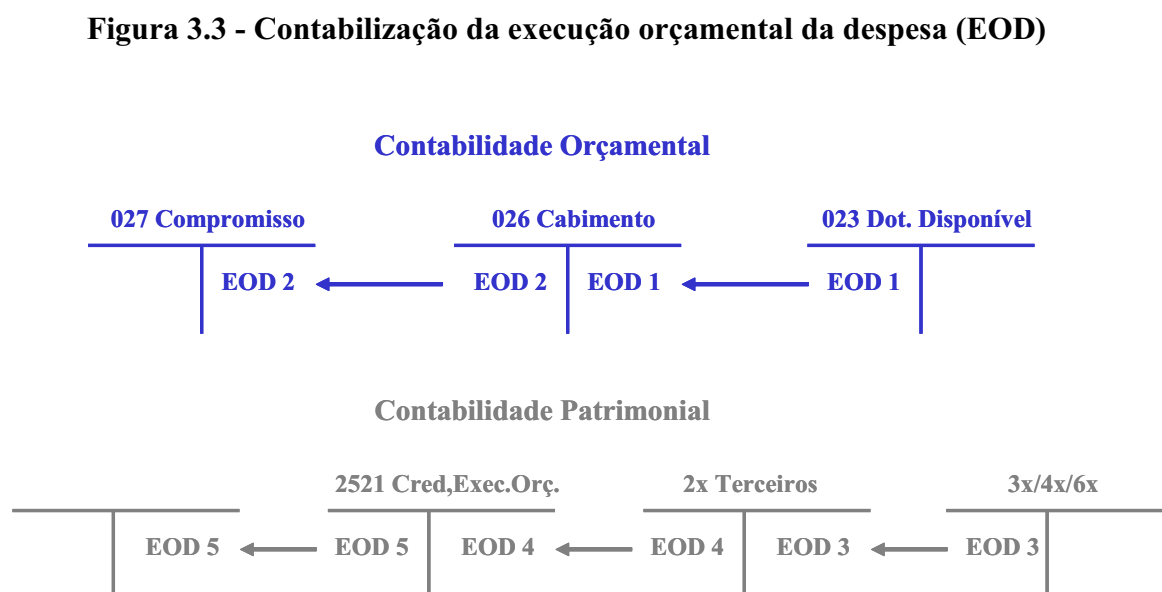 Figura 3.3 - Contabilização da execução orçamental da despesa (EOD)
Contabilidade Orçamental
027 Compromisso 026 Cabimento 023 Dot. Disponível
EOD 2 EOD 2 EOD 1 EOD 1
Contabilidade Patrimonial
2521 Cred,Exec.Orç. 2x Terceiros 3x/4x/6x
EOD 5 EOD 5 EOD 4 EOD 4 EOD 3 EOD 3